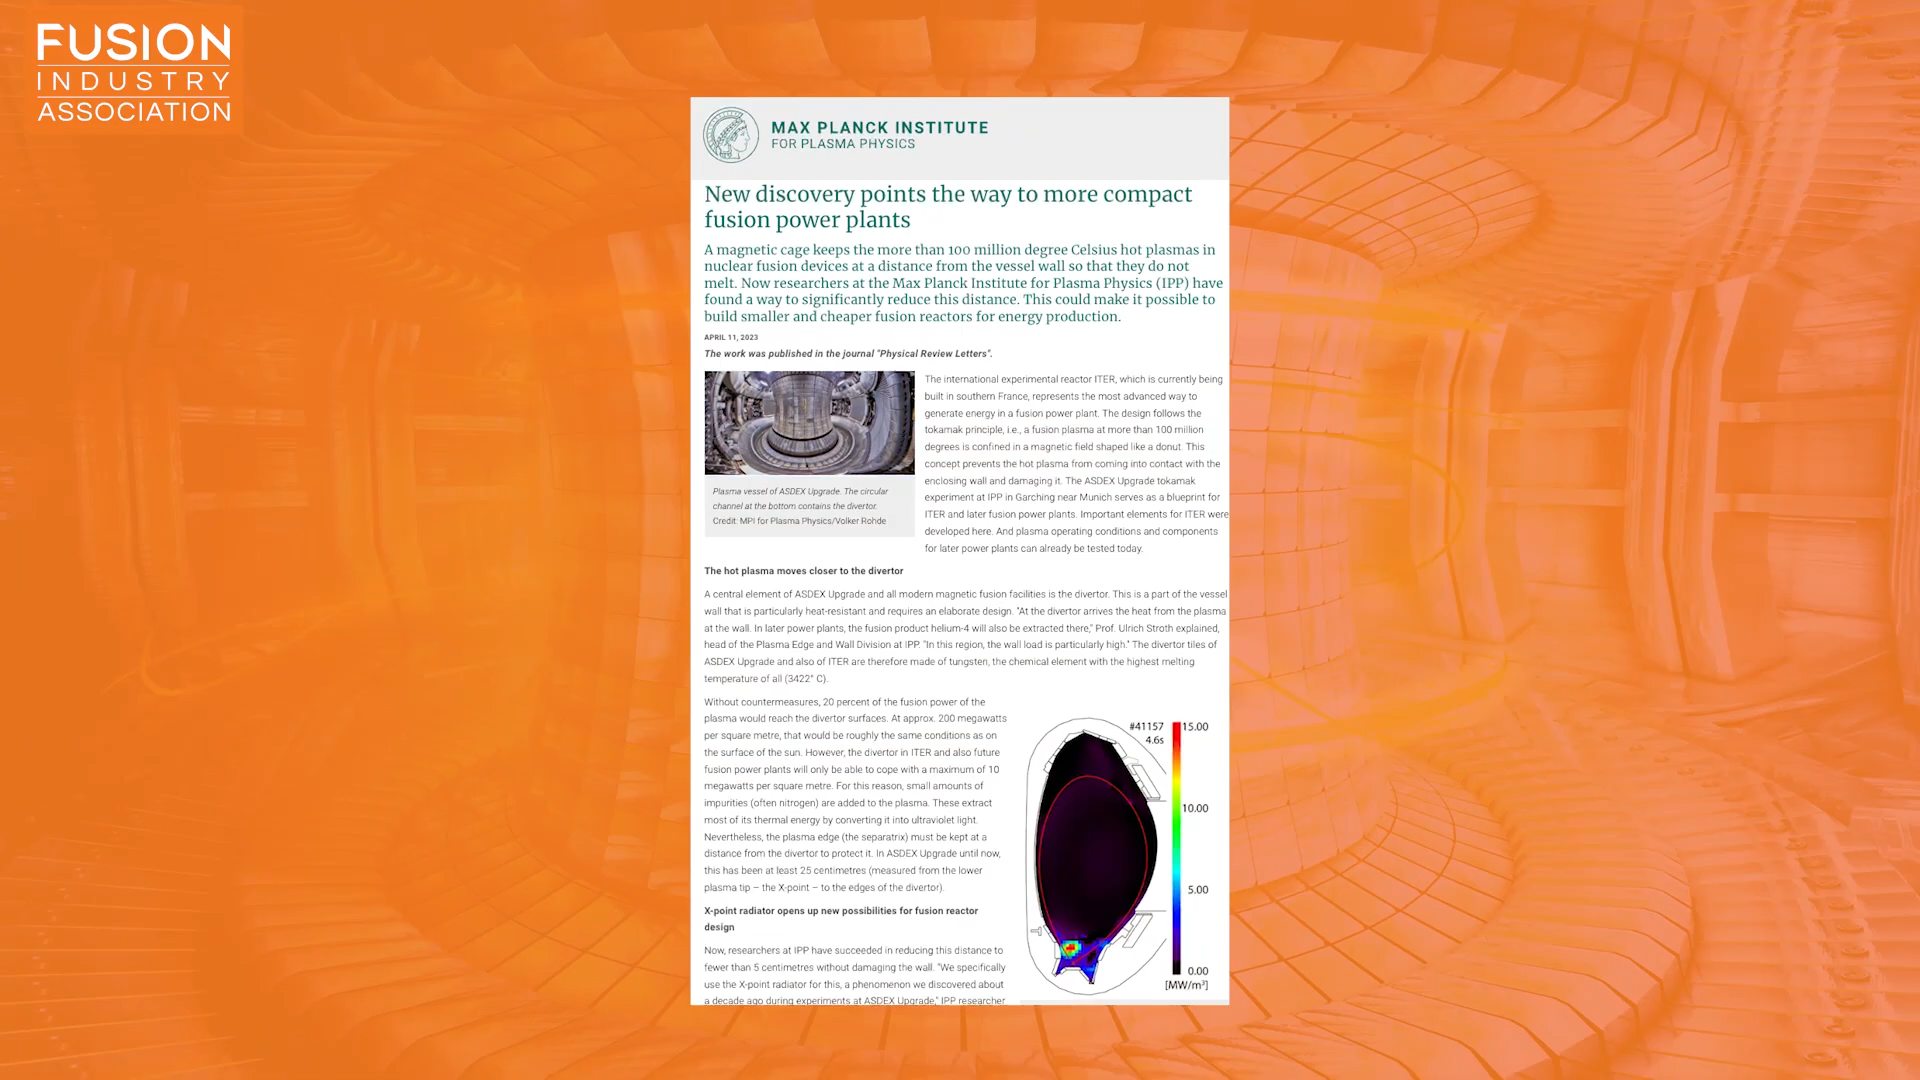 FUSION
INDUSTRY
ASSOCIATION
MAX PLANCK INSTITUTE
FOR PLASMA PHYSICS
New discovery points the way to more compact
fusion power plants
A magnetic cage keeps the more than 100 million degree Celsius hot plasmas in
nuclear fusion devices at a distance from the vessel wall so that they do not
melt. Now researchers at the Max Planck Institute for Plasma Physics (IPP) have
found a way to significantly reduce this distance. This could make it possible to
build smaller and cheaper fusion reactors for energy production.
APRIL 11, 2023
The work was published in the journal "Physical Review Letters".
The international experimental reactor ITER, which is currently being
built in southern France, represents the most advanced way to
generate energy in a fusion power plant. The design follows the
tokamak principle, i.e., a fusion plasma at more than 100 million
degrees is confined in a magnetic field shaped like a donut. This
concept prevents the hot plasma from coming into contact with the
enclosing wall and damaging it. The ASDEX Upgrade tokamak
experiment at IPP in Garching near Munich serves as a blueprint for
ITER and later fusion power plants. Important elements for ITER were
developed here. And plasma operating conditions and components
for later power plants can already be tested today.
Plasma vessel of ASDEX Upgrade. The circular
channel at the bottom contains the divertor.
Credit: MPI for Plasma Physics/Volker Rohde
The hot plasma moves closer to the divertor
A central element of ASDEX Upgrade and all modern magnetic fusion facilities is the divertor. This is a part of the vessel
wall that is particularly heat-resistant and requires an elaborate design. "At the divertor arrives the heat from the plasma
at the wall. In later power plants, the fusion product helium-4 will also be extracted there," Prof. Ulrich Stroth explained,
head of the Plasma Edge and Wall Division at IPP. "In this region, the wall load is particularly high." The divertor tiles of
ASDEX Upgrade and also of ITER are therefore made of tungsten, the chemical element with the highest melting
temperature of all (3422° C).
Without countermeasures, 20 percent of the fusion power of the
plasma would reach the divertor surfaces. At approx. 200 megawatts
per square metre, that would be roughly the same conditions as on
the surface of the sun. However, the divertor in ITER and also future
fusion power plants will only be able to cope with a maximum of 10
megawatts per square metre. For this reason, small amounts of
impurities (often nitrogen) are added to the plasma. These extract
most of its thermal energy by converting it into ultraviolet light.
Nevertheless, the plasma edge (the separatrix) must be kept at a
distance from the divertor to protect it. In ASDEX Upgrade until now,
this has been at least 25 centimetres (measured from the lower
plasma tip – the X-point – to the edges of the divertor).
X-point radiator opens up new possibilities for fusion reactor
design
Now, researchers at IPP have succeeded in reducing this distance to
fewer than 5 centimetres without damaging the wall. "We specifically
use the X-point radiator for this, a phenomenon we discovered about
a decade ago during experiments at ASDEX Upgrade," IPP researcher
#41157
4.6s
15.00
10.00
5.00
0.00
[MW/m³]